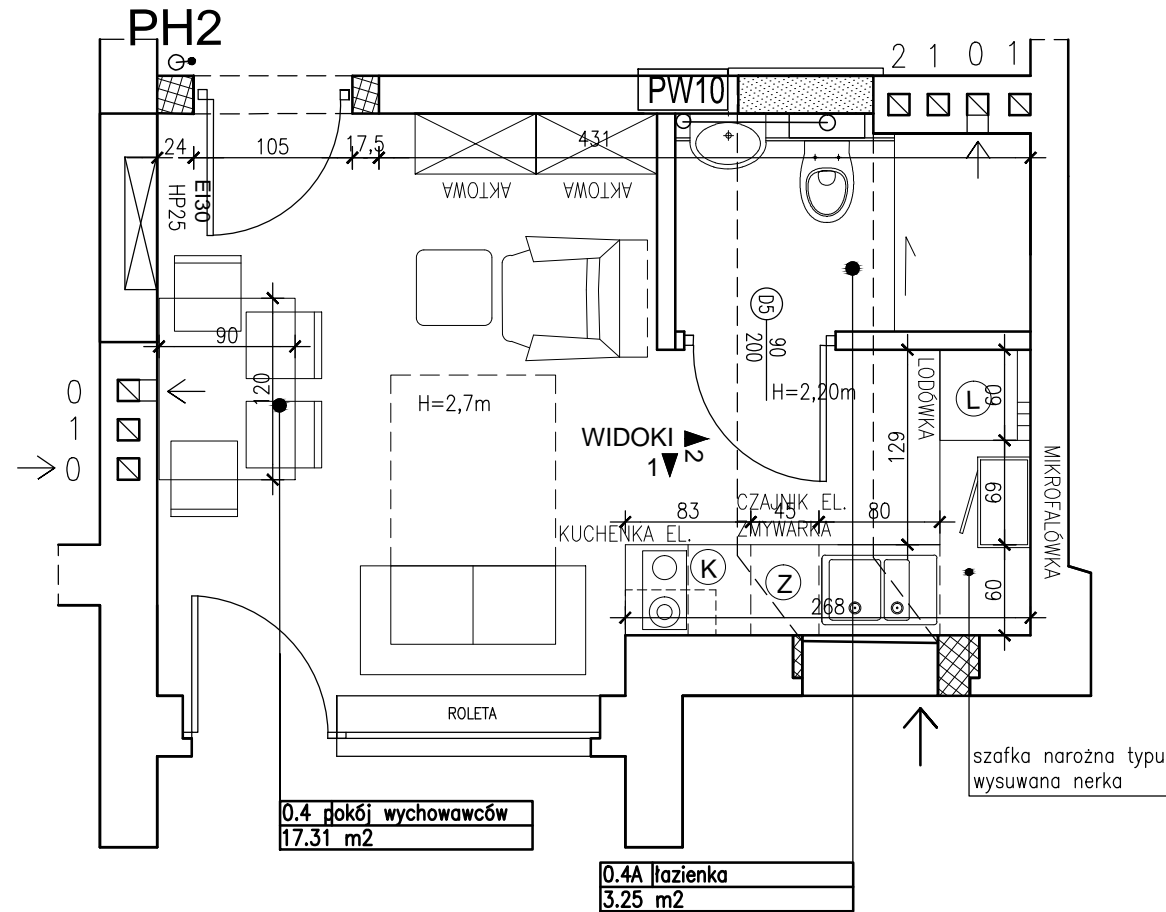 PH2
2 1 0 1
PW10
24
105
17,5
431
EI30
HP25
AKTOWA
AKTOWA
90
120
H=2,7m
D5
90
200
H=2,20m
LODÓWKA
L
60
0
1
0
WIDOKI
1
2
129
69
MIKROFALÓWKA
83
45
80
CZAJNIK EL.
ZMYWARKA
KUCHENKA EL.
K
Z
268
60
ROLETA
szafka narożna typu
wysuwana nerka
0.4 pokój wychowawców
17.31 m2
0.4A łazienka
3.25 m2